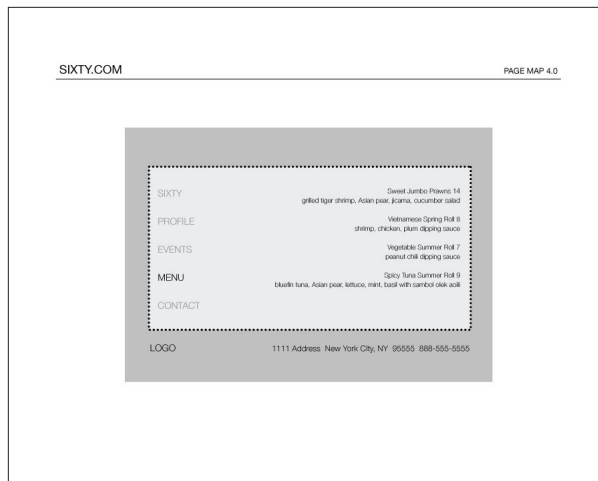 SIXTY.COM
PAGE MAP 4.0
SIXTY
PROFILE
EVENTS
MENU
CONTACT
Sweet Jumbo Prawns 14
grilled tiger shrimp, Asian pear, jicama, cucumber salad
Vietnamese Spring Roll 8
shrimp, chicken, plum dipping sauce
Vegetable Summer Roll 7
peanut chili dipping sauce
Spicy Tuna Summer Roll 9
bluefin tuna, Asian pear, lettuce, mint, basil with sambol olek aoili
LOGO
1111 Address New York City, NY 95555 888-555-5555